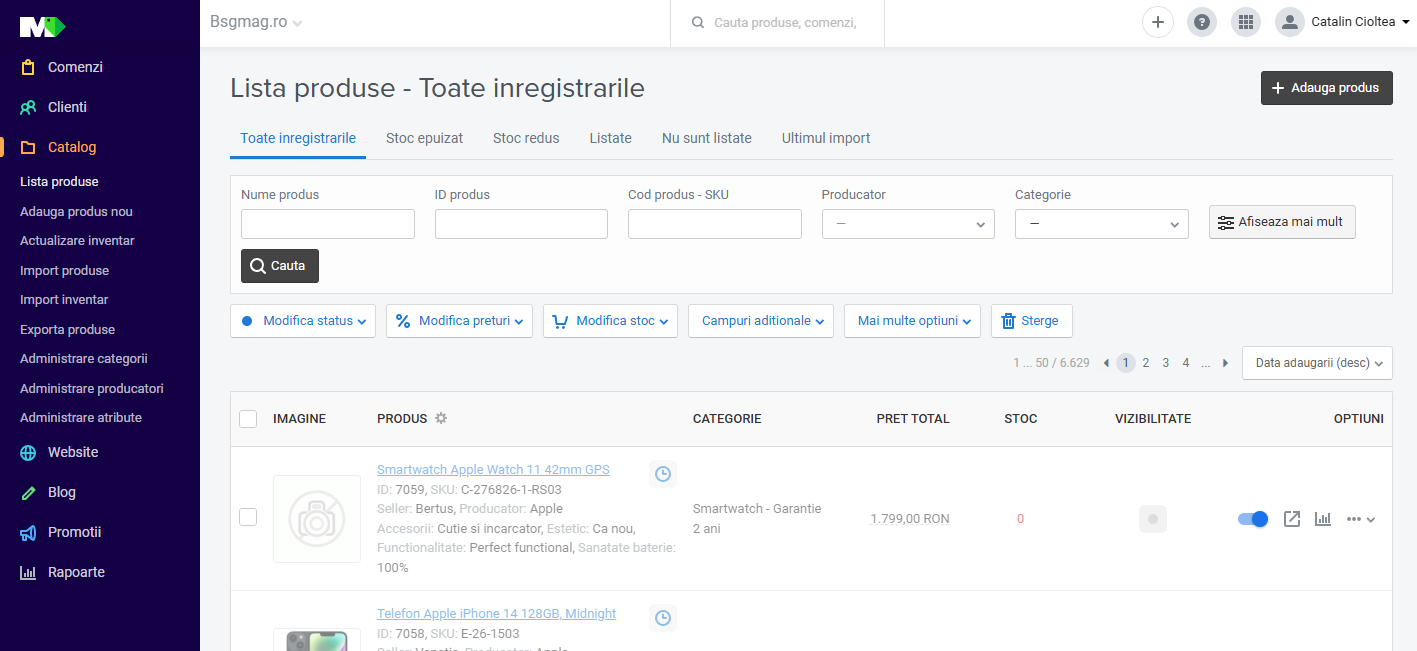 Bsgmag.ro
Cauta produse, comenzi,
Catalin Cioltea
Comenzi
Clienti
Catalog
Lista produse
Adauga produs nou
Actualizare inventar
Import produse
Import inventar
Exporta produse
Administrare categorii
Administrare producatori
Administrare atribute
Website
Blog
Promotii
Rapoarte
Lista produse - Toate inregistrarile
Adauga produs
Toate inregistrarile Stoc epuizat Stoc redus Listate Nu sunt listate Ultimul import
Nume produs ID produs Cod produs - SKU Producator Categorie
— — Afiseaza mai mult
Cauta
Modifica status Modifica preturi Modifica stoc Campuri aditionale Mai multe optiuni Sterge
1 ... 50 / 6.629 1 2 3 4 ... Data adaugarii (desc)
IMAGINE PRODUS CATEGORIE PRET TOTAL STOC VIZIBILITATE OPTIUNI
Smartwatch Apple Watch 11 42mm GPS
ID: 7059, SKU: C-276826-1-RS03
Seller: Bertus, Producator: Apple
Accesorii: Cutie si incarcator, Estetic: Ca nou,
Functionalitate: Perfect functional, Sanatate baterie:
100%
Smartwatch - Garantie
2 ani
1.799,00 RON
0
Telefon Apple iPhone 14 128GB, Midnight
ID: 7058, SKU: E-26-1503
Seller: Venetic, Producator: Apple